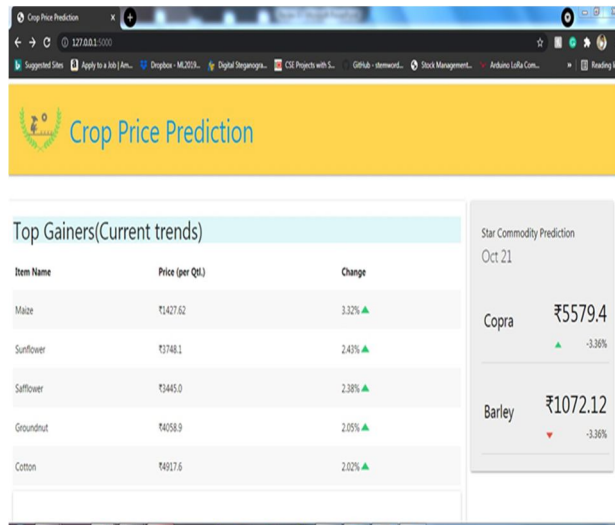 Crop Price Prediction
127.0.0.1:5000
Suggested Sites Apply to a Job | Am... Dropbox - ML2019... Digital Steganogra... CSE Projects with S... GitHub - stemword... Stock Management... Arduino LoRa Com... » Reading l
Crop Price Prediction
Top Gainers(Current trends)
Item Name Price (per Qtl.) Change
Maize ₹1427.62 3.32% ▲
Sunflower ₹3748.1 2.43% ▲
Safflower ₹3445.0 2.38% ▲
Groundnut ₹4058.9 2.05% ▲
Cotton ₹4917.6 2.02% ▲
Star Commodity Prediction
Oct 21
Copra ₹5579.4
▲ -3.36%
Barley ₹1072.12
▼ -3.36%